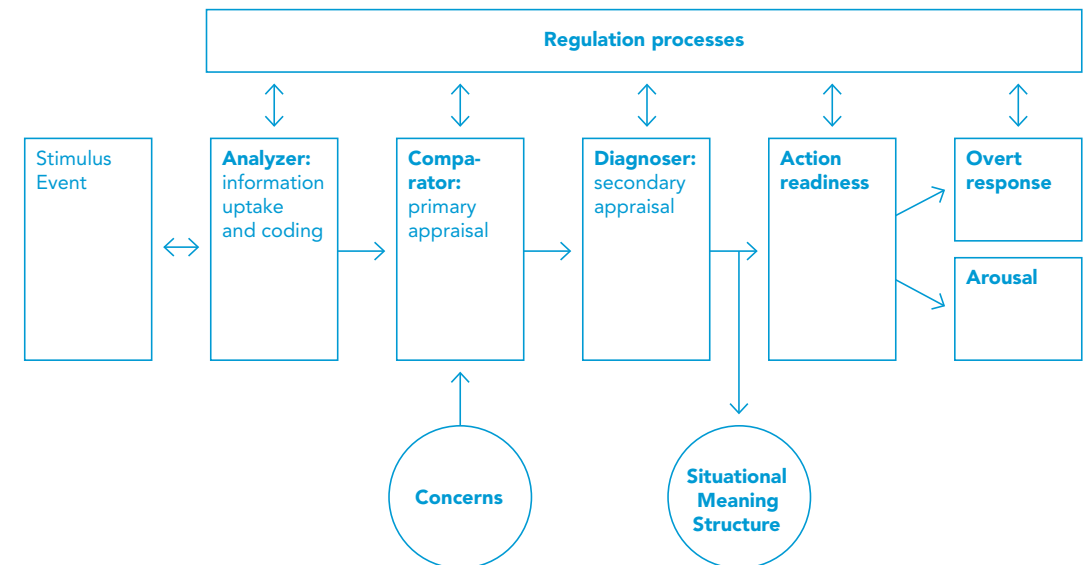 Regulation processes
Stimulus
Event
Analyzer:
information
uptake
and coding
Compa-
rator:
primary
appraisal
Diagnoser:
secondary
appraisal
Action
readiness
Overt
response
Arousal
Concerns
Situational
Meaning
Structure